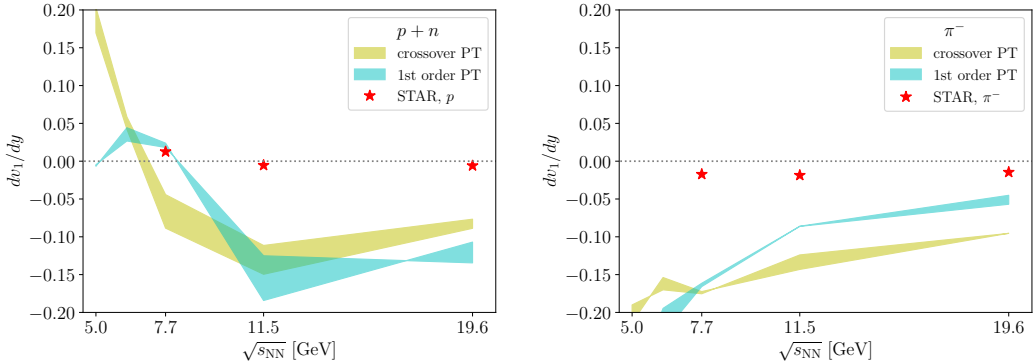 0.20
0.15
0.10
0.05
0.00
−0.05
−0.10
−0.15
−0.20
dv₁/dy
5.0 7.7 11.5 19.6
√sNN [GeV]
p + n
crossover PT
1st order PT
STAR, p
0.20
0.15
0.10
0.05
0.00
−0.05
−0.10
−0.15
−0.20
dv₁/dy
5.0 7.7 11.5 19.6
√sNN [GeV]
π⁻
crossover PT
1st order PT
STAR, π⁻